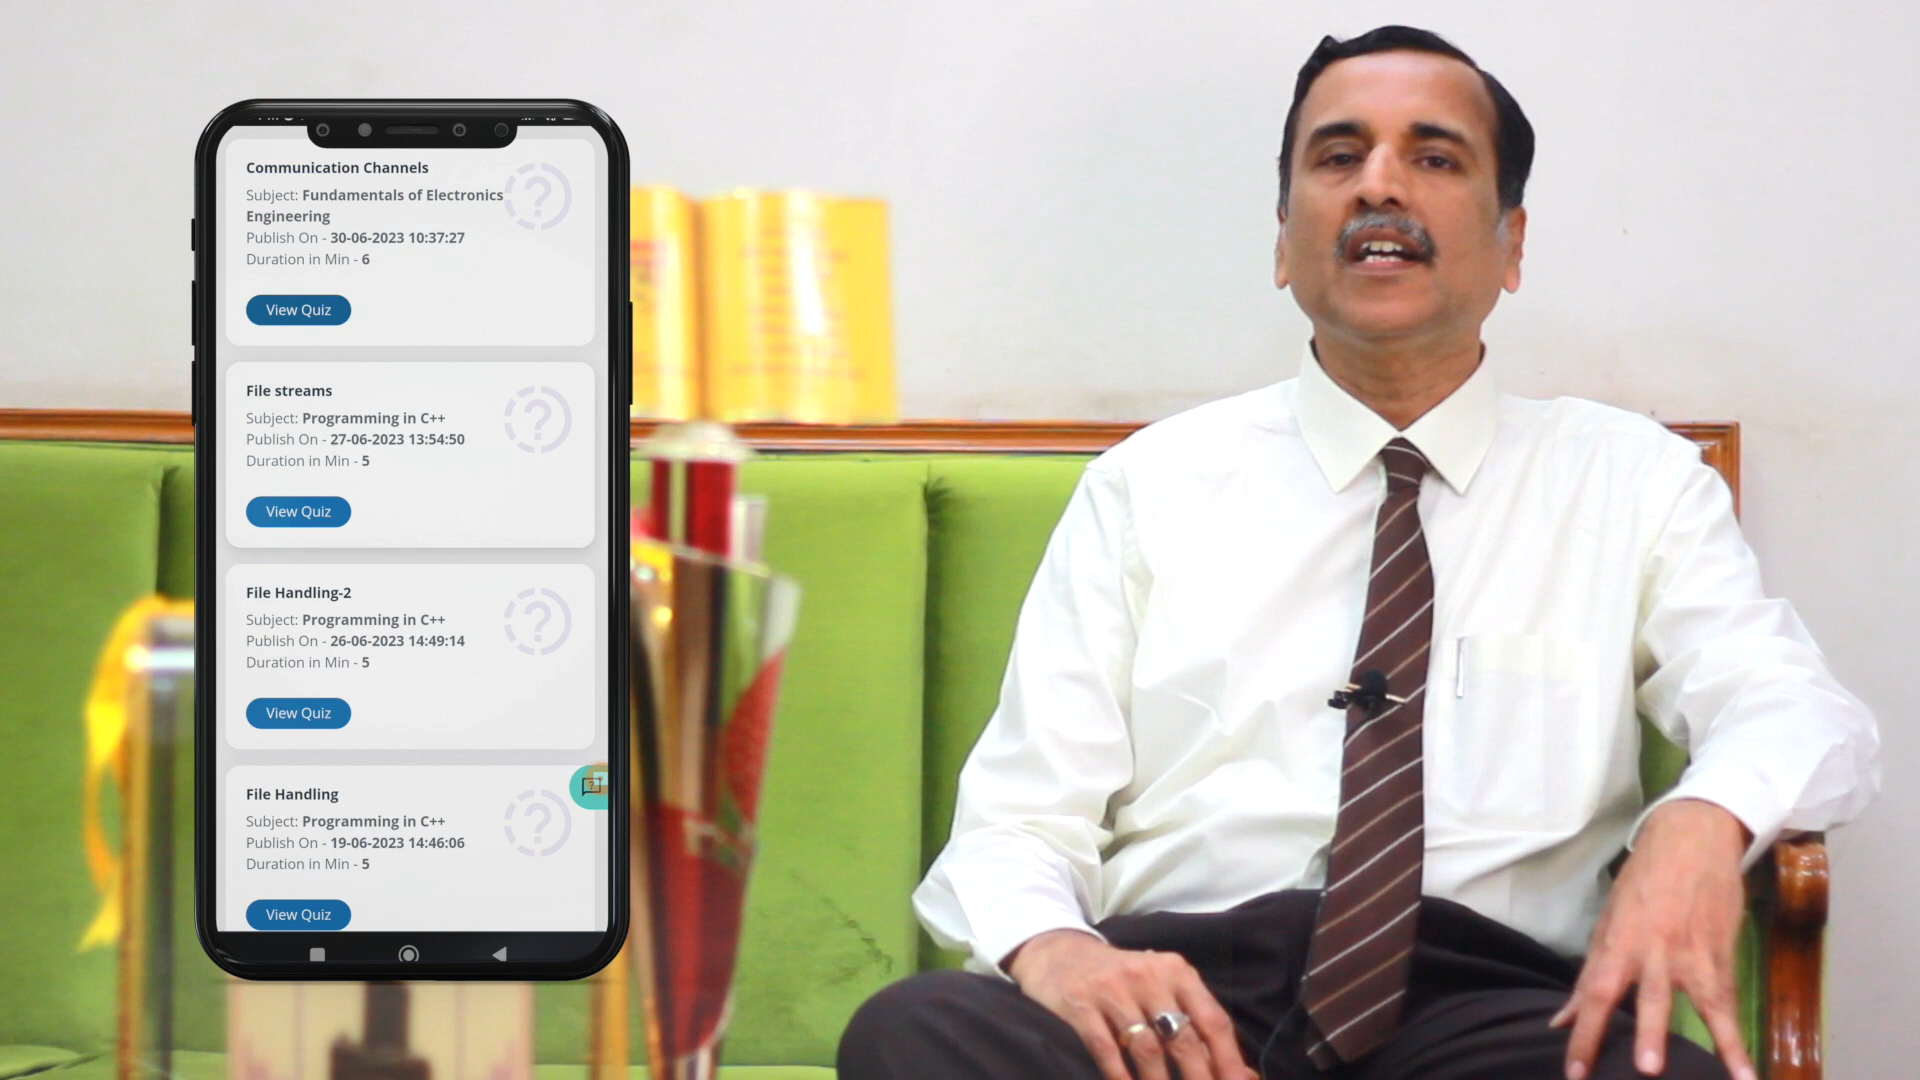 Communication Channels
Subject: Fundamentals of Electronics
Engineering
Publish On - 30-06-2023 10:37:27
Duration in Min - 6
View Quiz
File streams
Subject: Programming in C++
Publish On - 27-06-2023 13:54:50
Duration in Min - 5
View Quiz
File Handling-2
Subject: Programming in C++
Publish On - 26-06-2023 14:49:14
Duration in Min - 5
View Quiz
File Handling
Subject: Programming in C++
Publish On - 19-06-2023 14:46:06
Duration in Min - 5
View Quiz